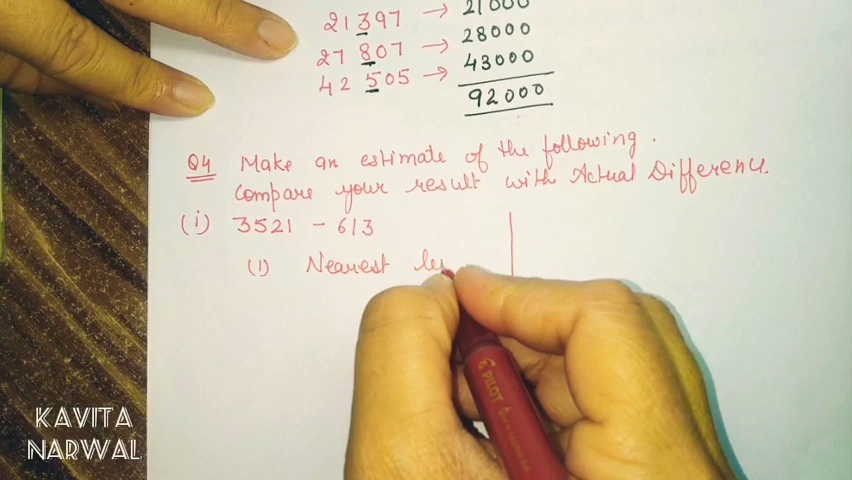 21397 → 21000
27807 → 28000
42505 → 43000
92000
Q4 Make an estimate of the following.
Compare your result with Actual Difference.
(i) 3521 - 613
(1) Nearest
PILOT
KAVITA
NARWAL